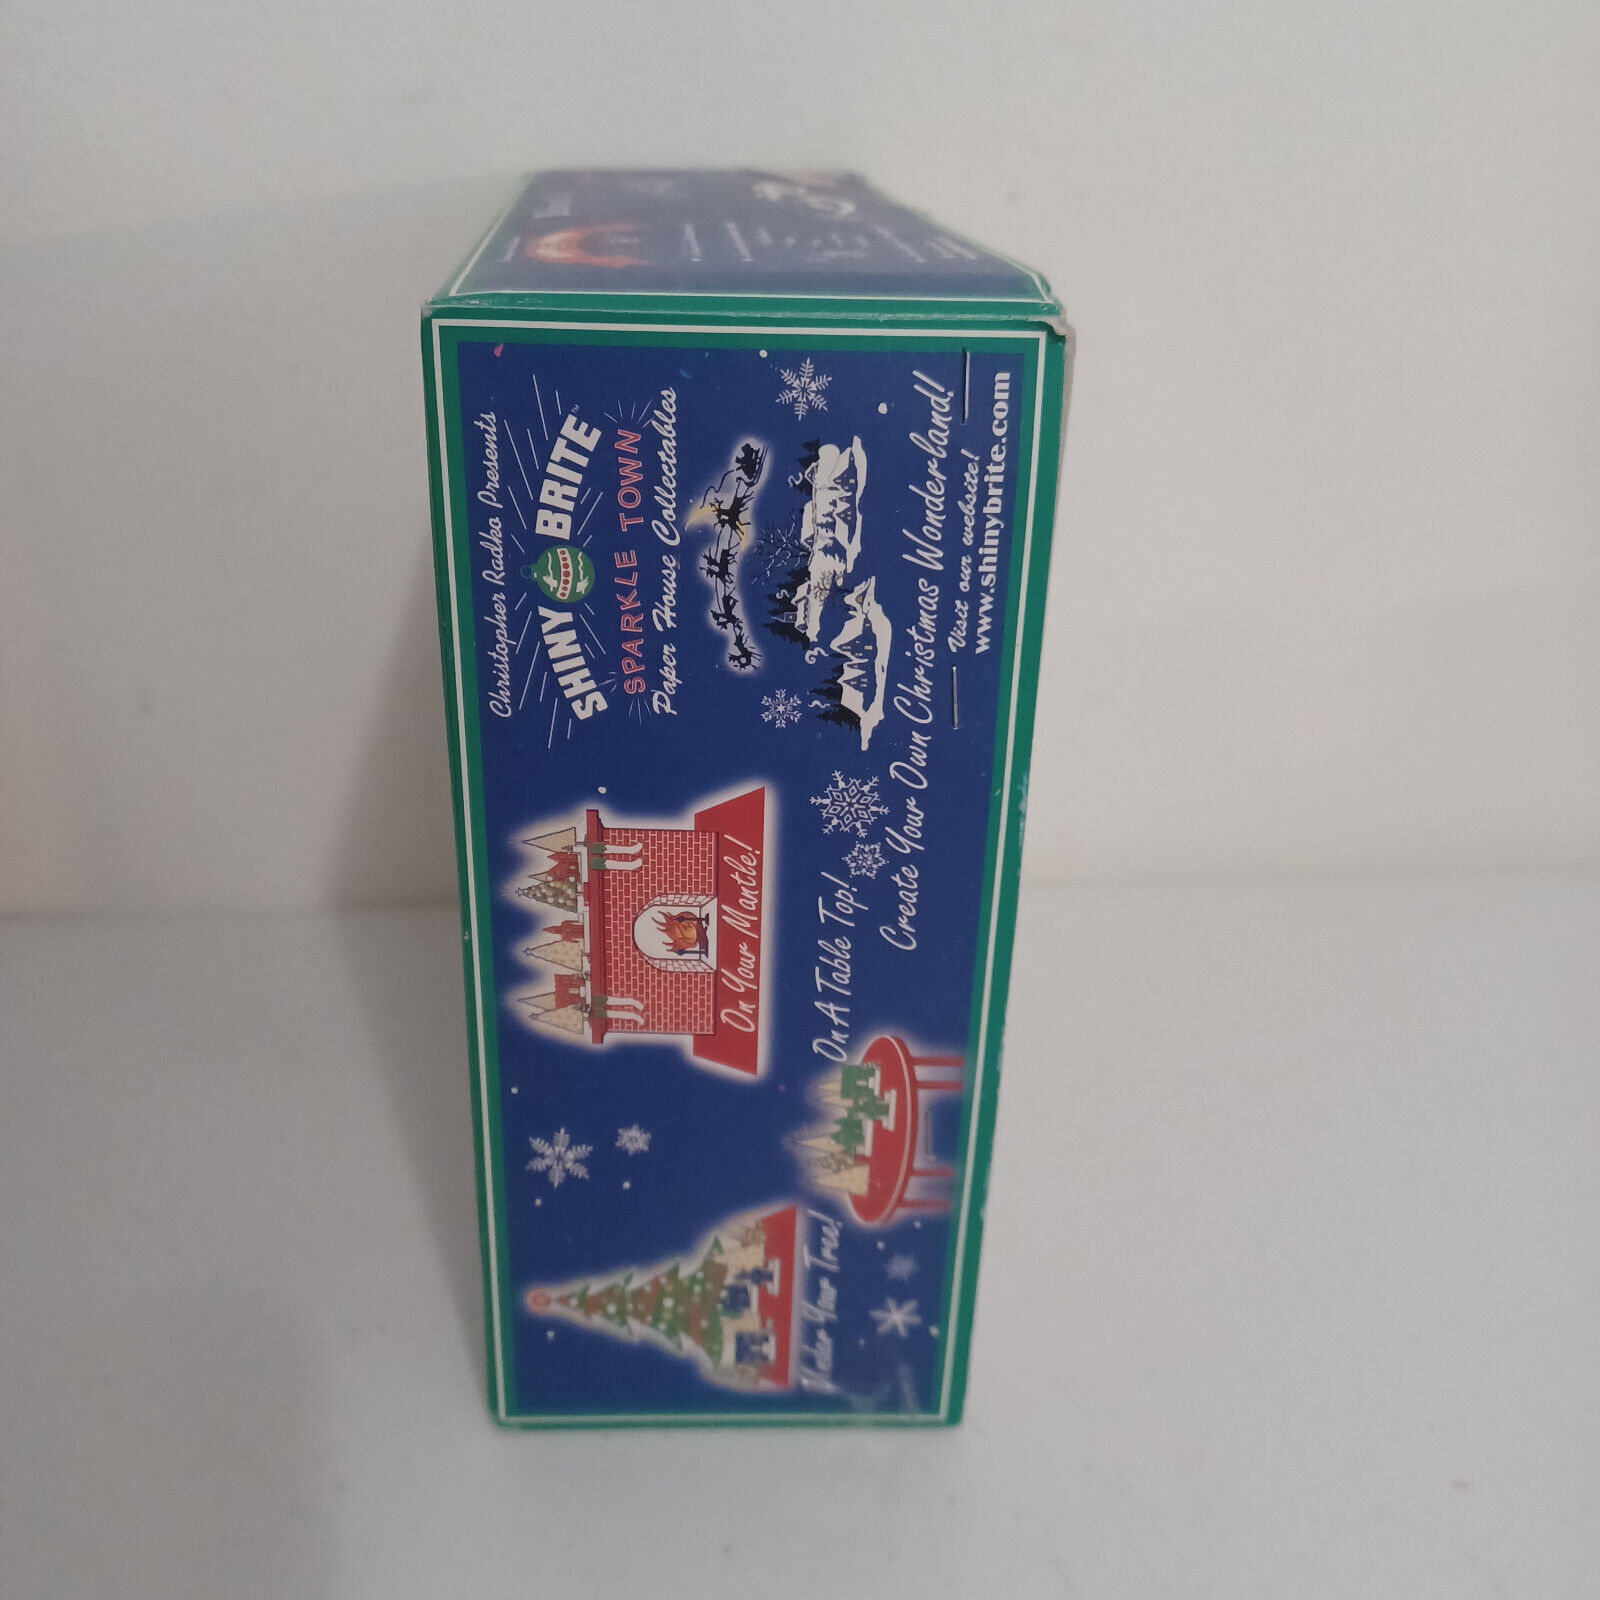 Christopher Radko Presents
SHINY BRITE™
SPARKLE TOWN
Paper House Collectables
On Your Mantle!
Under Your Tree!
On A Table Top!
Create Your Own Christmas Wonderland!
Visit our website!
www.shinybrite.com